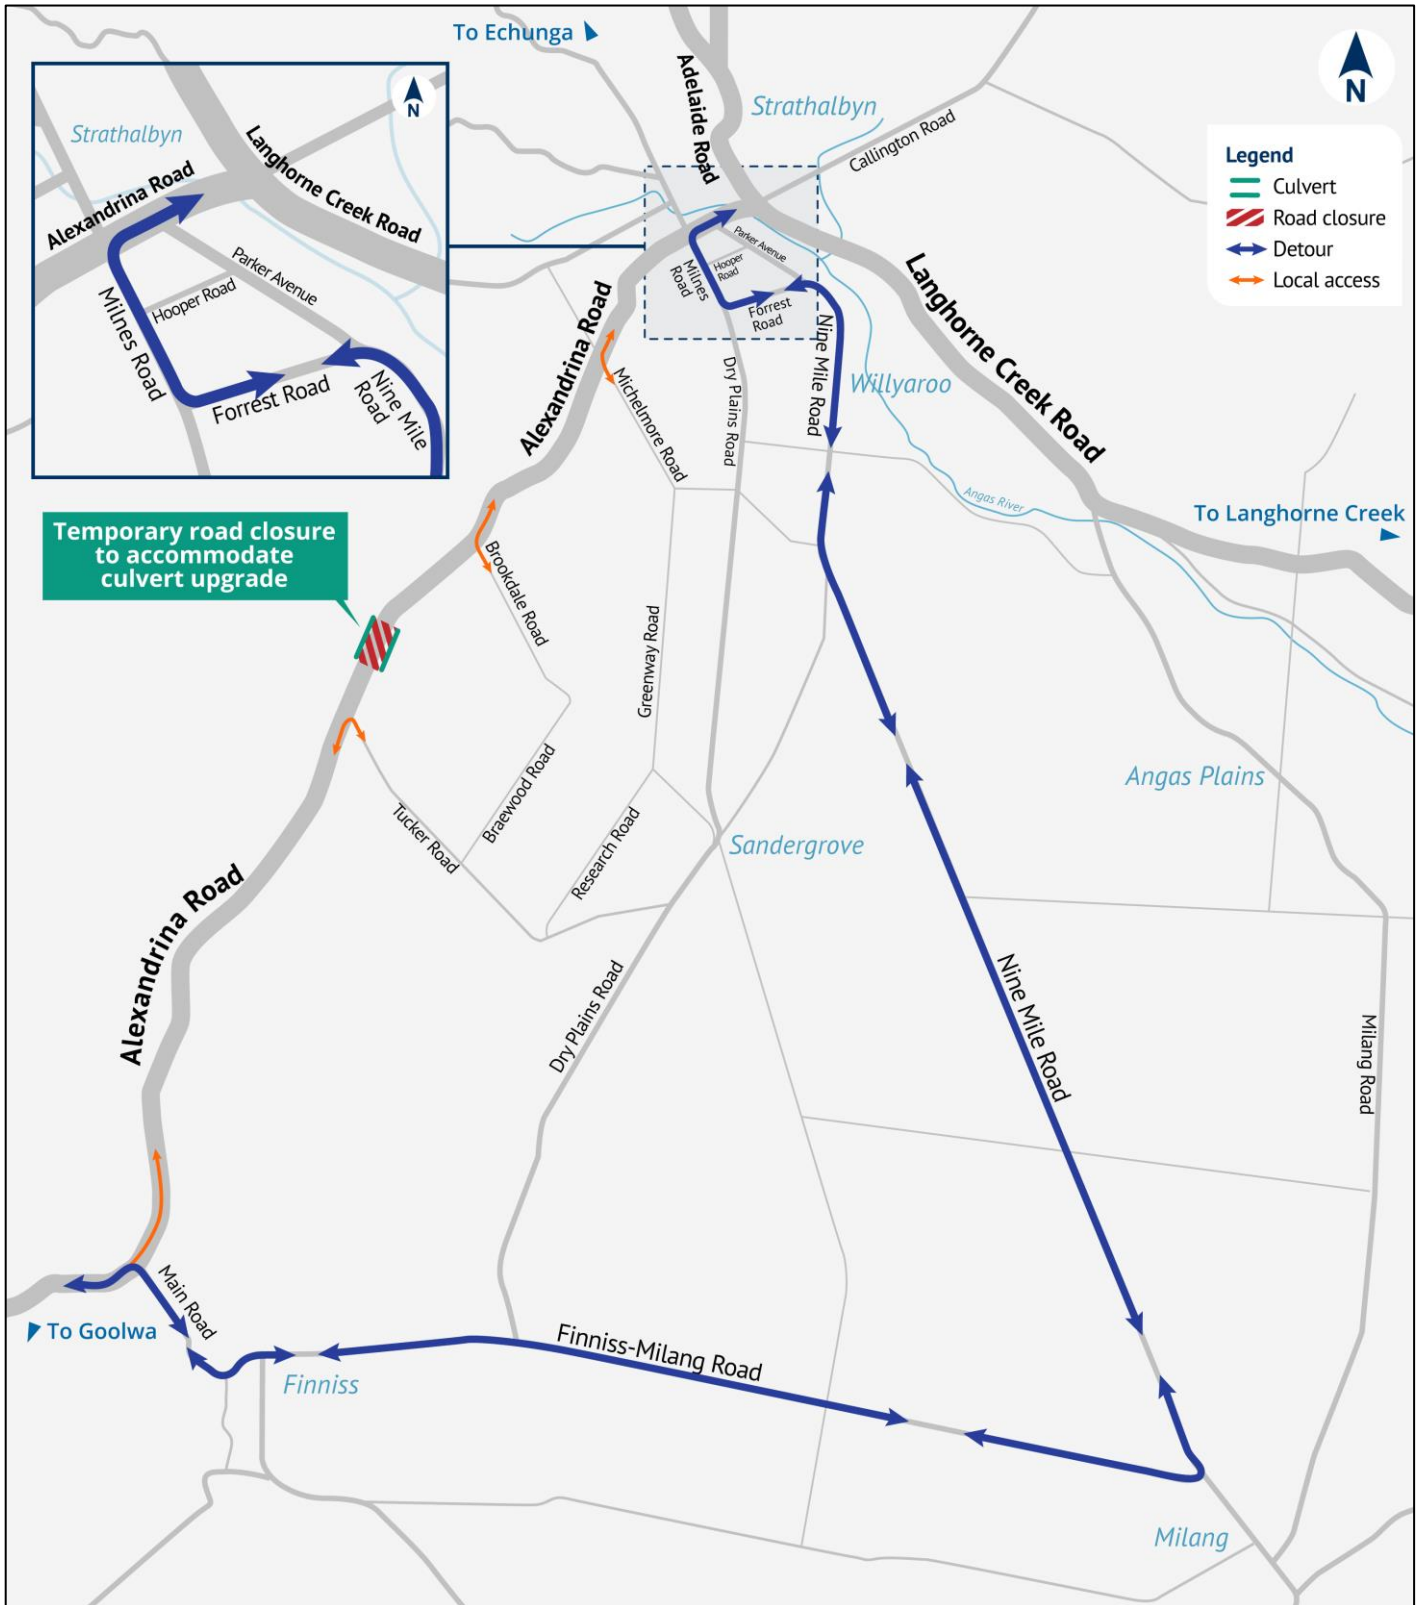 To Echunga
N
Strathalbyn
Alexandrina Road
Langhorne Creek Road
Parker Avenue
Hooper Road
Milnes Road
Forrest Road
Nine Mile
Road
Adelaide Road
Strathalbyn
Callington Road
N
Legend
Culvert
Road closure
Detour
Local access
Parker Avenue
Hooper
Road
Milnes
Road
Forrest
Road
Langhorne Creek Road
Alexandrina Road
Michelmore Road
Dry Plains Road
Nine Mile Road
Willyaroo
Angas River
To Langhorne Creek
Temporary road closure
to accommodate
culvert upgrade
Brookdale Road
Greenway Road
Braewood Road
Tucker Road
Research Road
Sandergrove
Angas Plains
Alexandrina Road
Dry Plains Road
Nine Mile Road
Milang Road
Main Road
To Goolwa
Finniss
Finniss-Milang Road
Milang